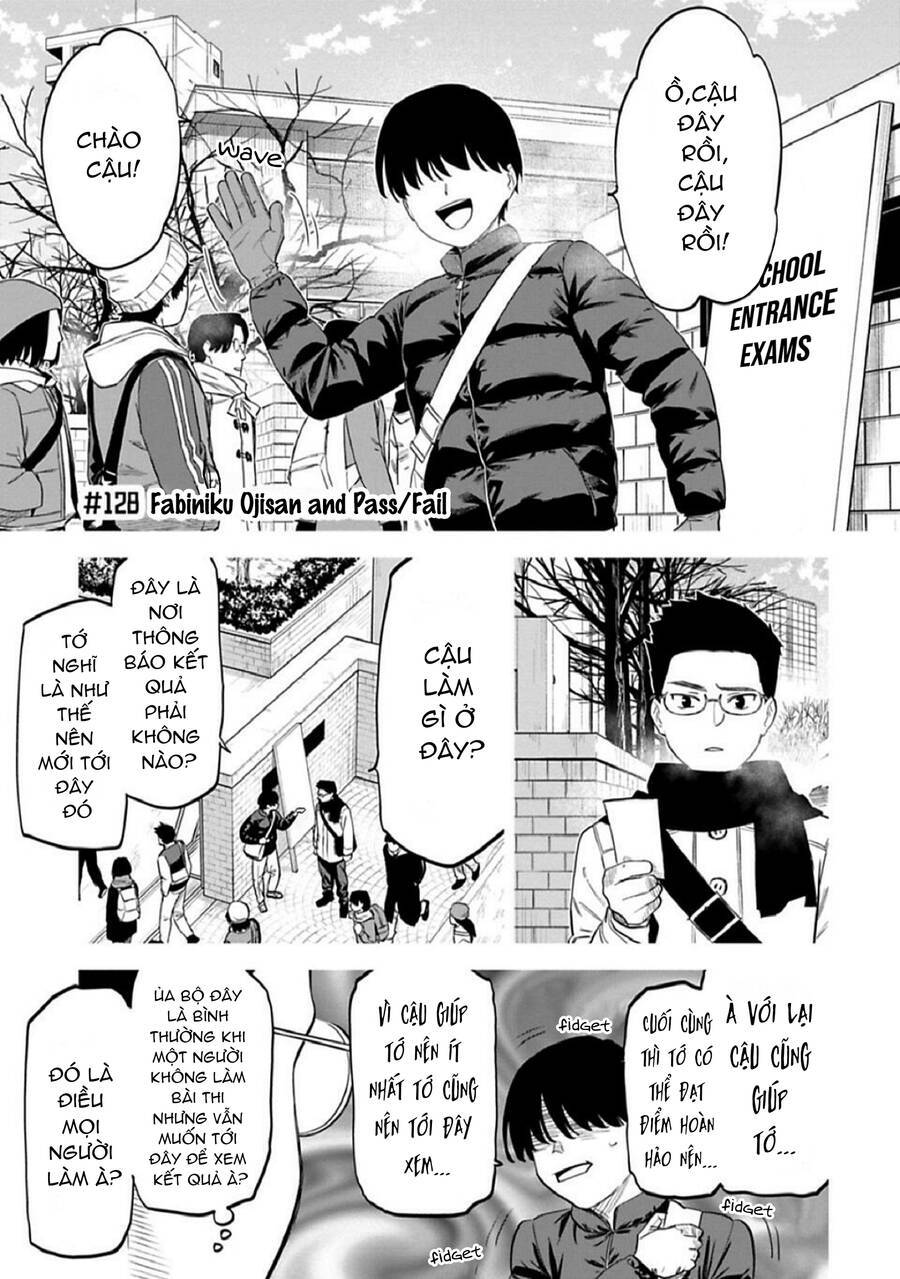 Ồ,CẬU
ĐÂY
RỒI,
CẬU
ĐÂY
RỒI!
CHÀO
CẬU!
wave
CHOOL
ENTRANCE
EXAMS
#128 Fabiniku Ojisan and Pass/Fail
CẬU
LÀM
GÌ Ở
ĐÂY?
ĐÂY LÀ
NƠI
THÔNG
BÁO KẾT
QUẢ
PHẢI
KHÔNG
NÀO?
TỚ
NGHĨ
LÀ NHƯ
THẾ
NÊN
MỚI TỚI
ĐÂY
ĐÓ
À VỚI LẠI
CẬU CŨNG
GIÚP
TỚ...
CUỐI CÙNG
THÌ TỚ CÓ
THỂ ĐẠT
ĐIỂM HOÀN
HẢO NÊN...
fidget
VÌ CẬU GIÚP
TỚ NÊN ÍT
NHẤT TỚ CŨNG
NÊN TỚI ĐÂY
XEM...
fidget
fidget
ỦA BỘ ĐÂY
LÀ BÌNH
THƯỜNG KHI
MỘT NGƯỜI
KHÔNG LÀM
BÀI THI
NHƯNG VẪN
MUỐN TỚI
ĐÂY ĐỂ XEM
KẾT QUẢ À?
ĐÓ LÀ
ĐIỀU
MỌI
NGƯỜI
LÀM À?